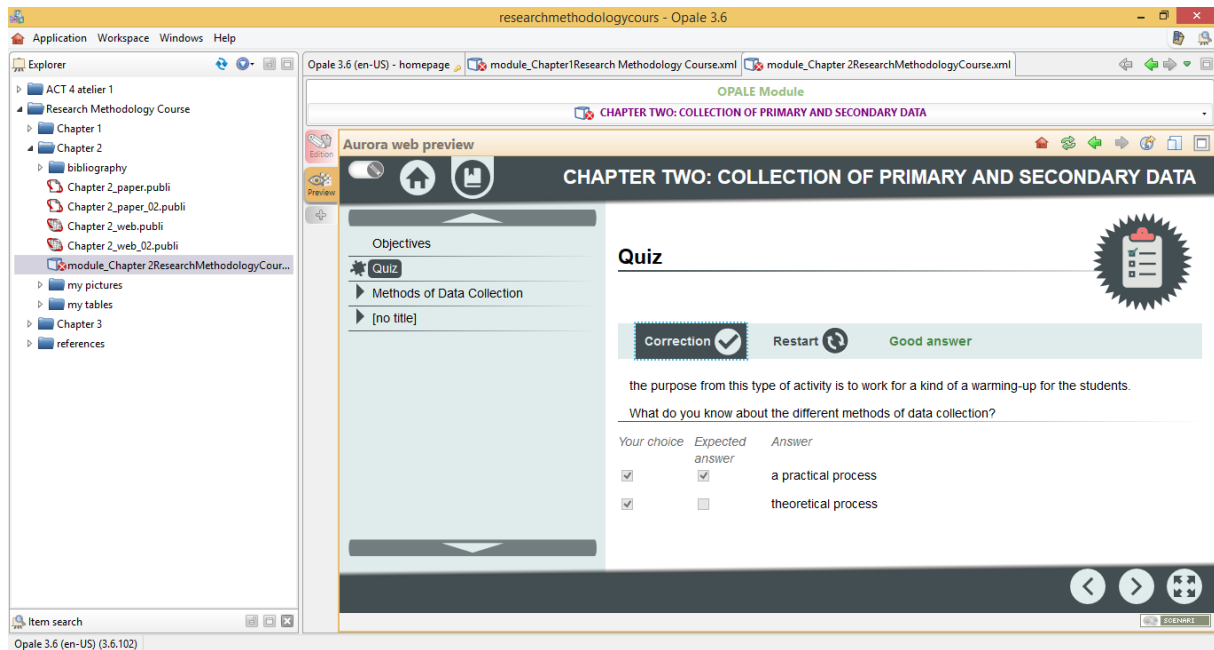 researchmethodologycours - Opale 3.6
Application Workspace Windows Help
Explorer
Opale 3.6 (en-US) - homepage
module_Chapter1Research Methodology Course.xml
module_Chapter 2ResearchMethodologyCourse.xml
ACT 4 atelier 1
Research Methodology Course
Chapter 1
Chapter 2
bibliography
Chapter 2_paper.publi
Chapter 2_paper_02.publi
Chapter 2_web.publi
Chapter 2_web_02.publi
module_Chapter 2ResearchMethodologyCour...
my pictures
my tables
Chapter 3
references
Item search
Opale 3.6 (en-US) (3.6.102)
OPALE Module
CHAPTER TWO: COLLECTION OF PRIMARY AND SECONDARY DATA
Edition
Preview
Aurora web preview
CHAPTER TWO: COLLECTION OF PRIMARY AND SECONDARY DATA
Objectives
Quiz
Methods of Data Collection
[no title]
Quiz
Correction
Restart
Good answer
the purpose from this type of activity is to work for a kind of a warming-up for the students.
What do you know about the different methods of data collection?
Your choice Expected answer Answer
a practical process
theoretical process
SCENARI